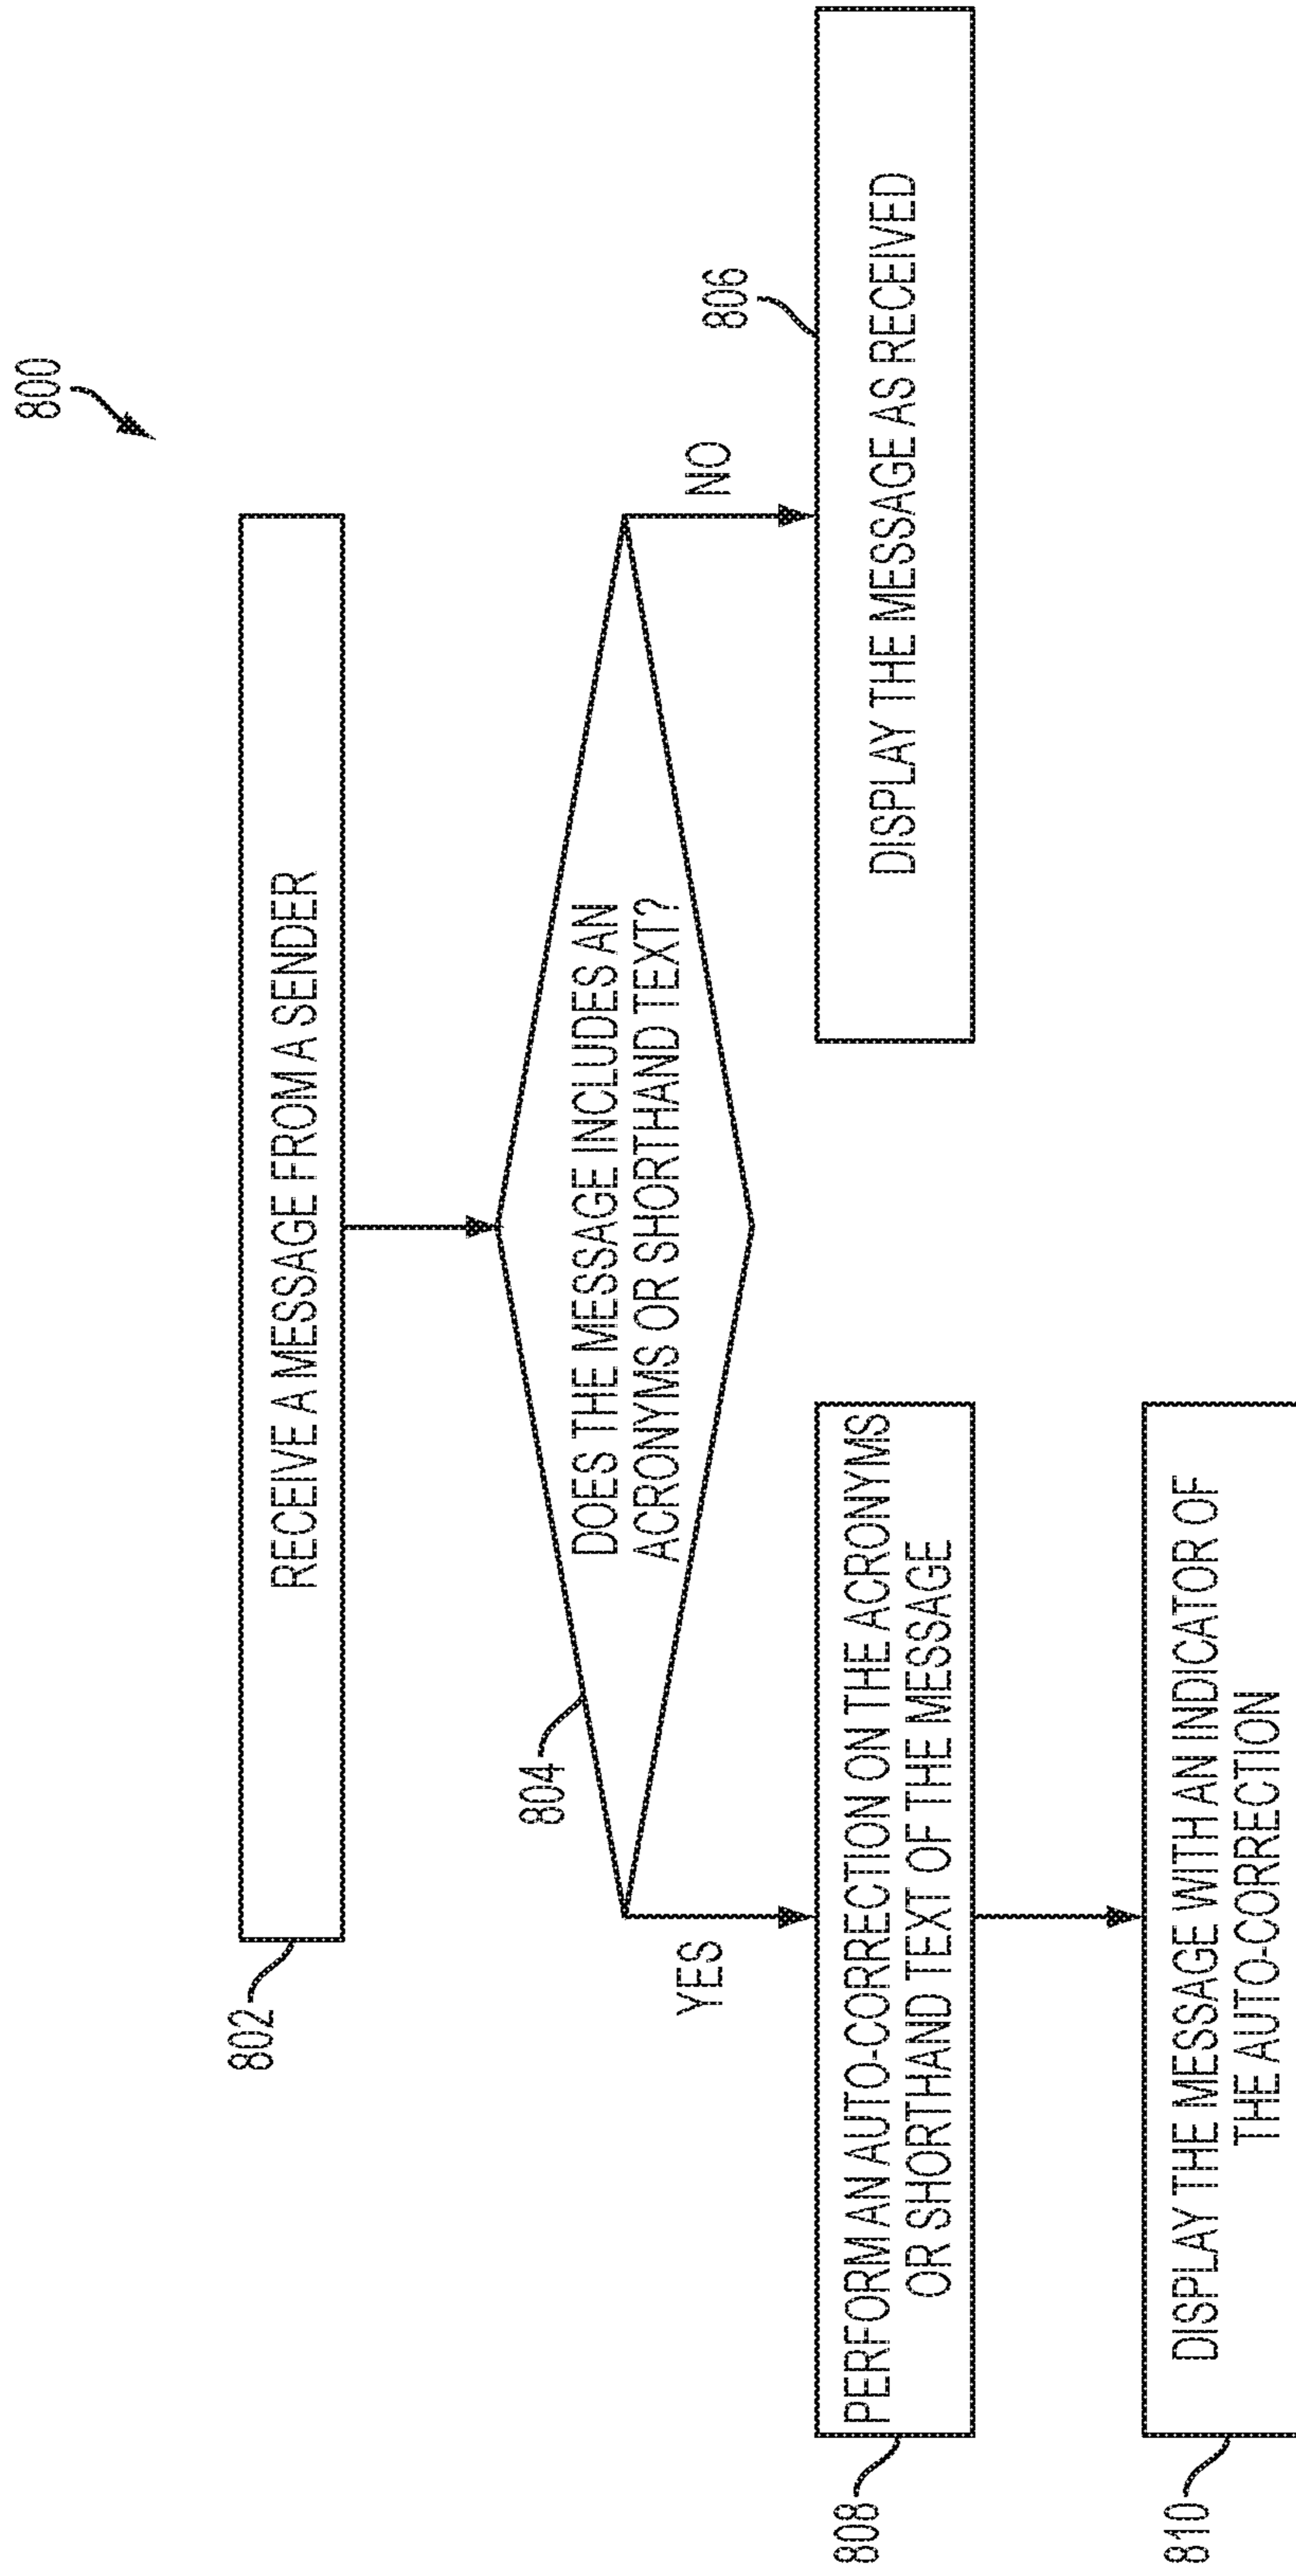 800
802
RECEIVE A MESSAGE FROM A SENDER
804
DOES THE MESSAGE INCLUDES AN
ACRONYMS OR SHORTHAND TEXT?
YES
NO
808
PERFORM AN AUTO-CORRECTION ON THE ACRONYMS
OR SHORTHAND TEXT OF THE MESSAGE
806
DISPLAY THE MESSAGE AS RECEIVED
810
DISPLAY THE MESSAGE WITH AN INDICATOR OF
THE AUTO-CORRECTION